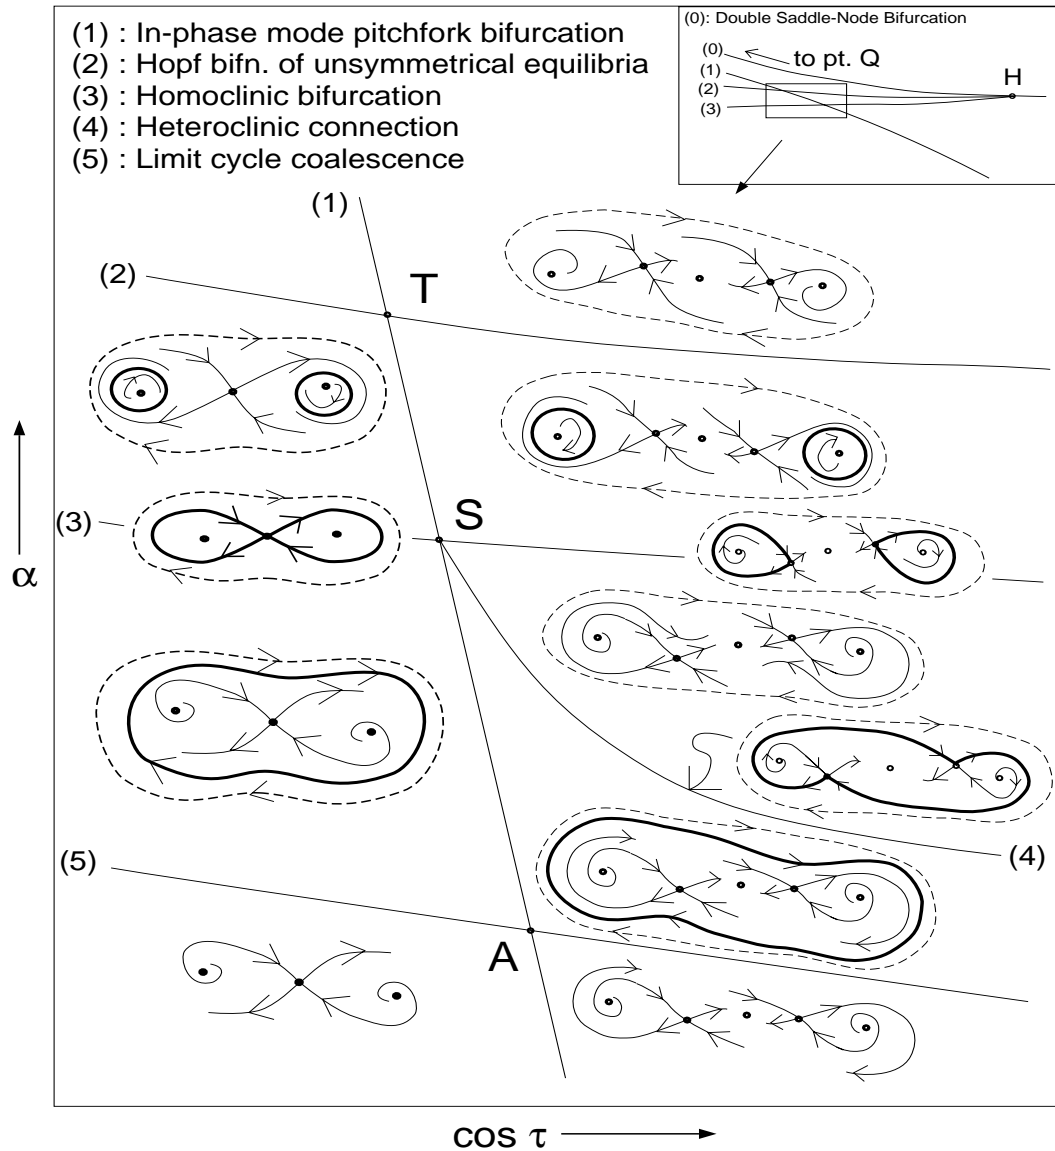 (1) : In-phase mode pitchfork bifurcation
(2) : Hopf bifn. of unsymmetrical equilibria
(3) : Homoclinic bifurcation
(4) : Heteroclinic connection
(5) : Limit cycle coalescence
(0): Double Saddle-Node Bifurcation
(0)
to pt. Q
(1)
H
(2)
(3)
(1)
(2)
T
(3)
S
α
(4)
(5)
A
cos τ